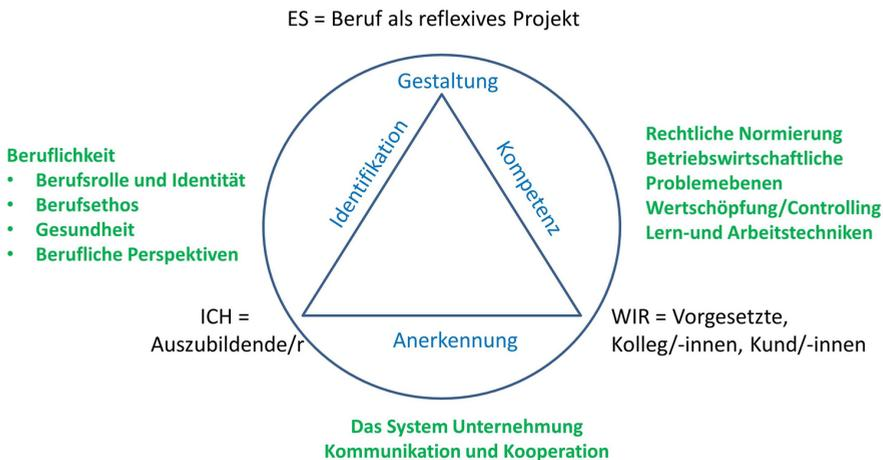 ES = Beruf als reflexives Projekt
Gestaltung
Identifikation
Kompetenz
Beruflichkeit
• Berufsrolle und Identität
• Berufsethos
• Gesundheit
• Berufliche Perspektiven
Rechtliche Normierung
Betriebswirtschaftliche
Problemebenen
Wertschöpfung/Controlling
Lern-und Arbeitstechniken
ICH =
Auszubildende/r
Anerkennung
WIR = Vorgesetzte,
Kolleg/-innen, Kund/-innen
Das System Unternehmung
Kommunikation und Kooperation